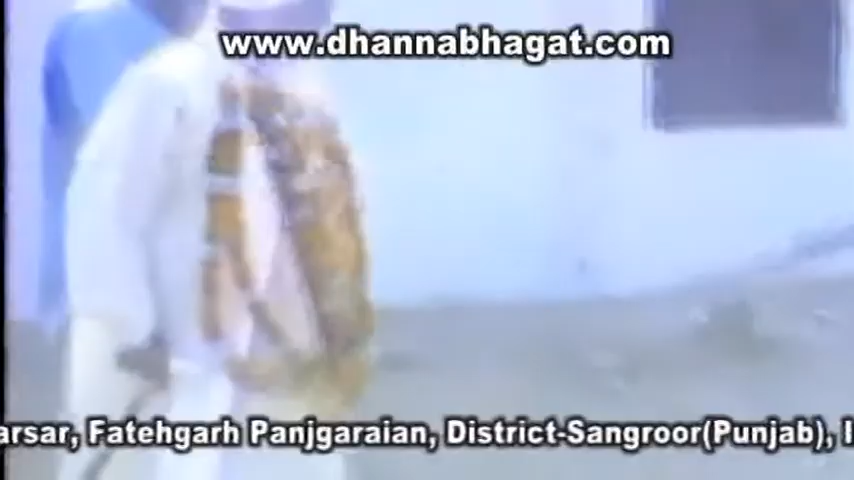 www.dhannabhagat.com
arsar, Fatehgarh Panjgaraian, District-Sangroor(Punjab), I